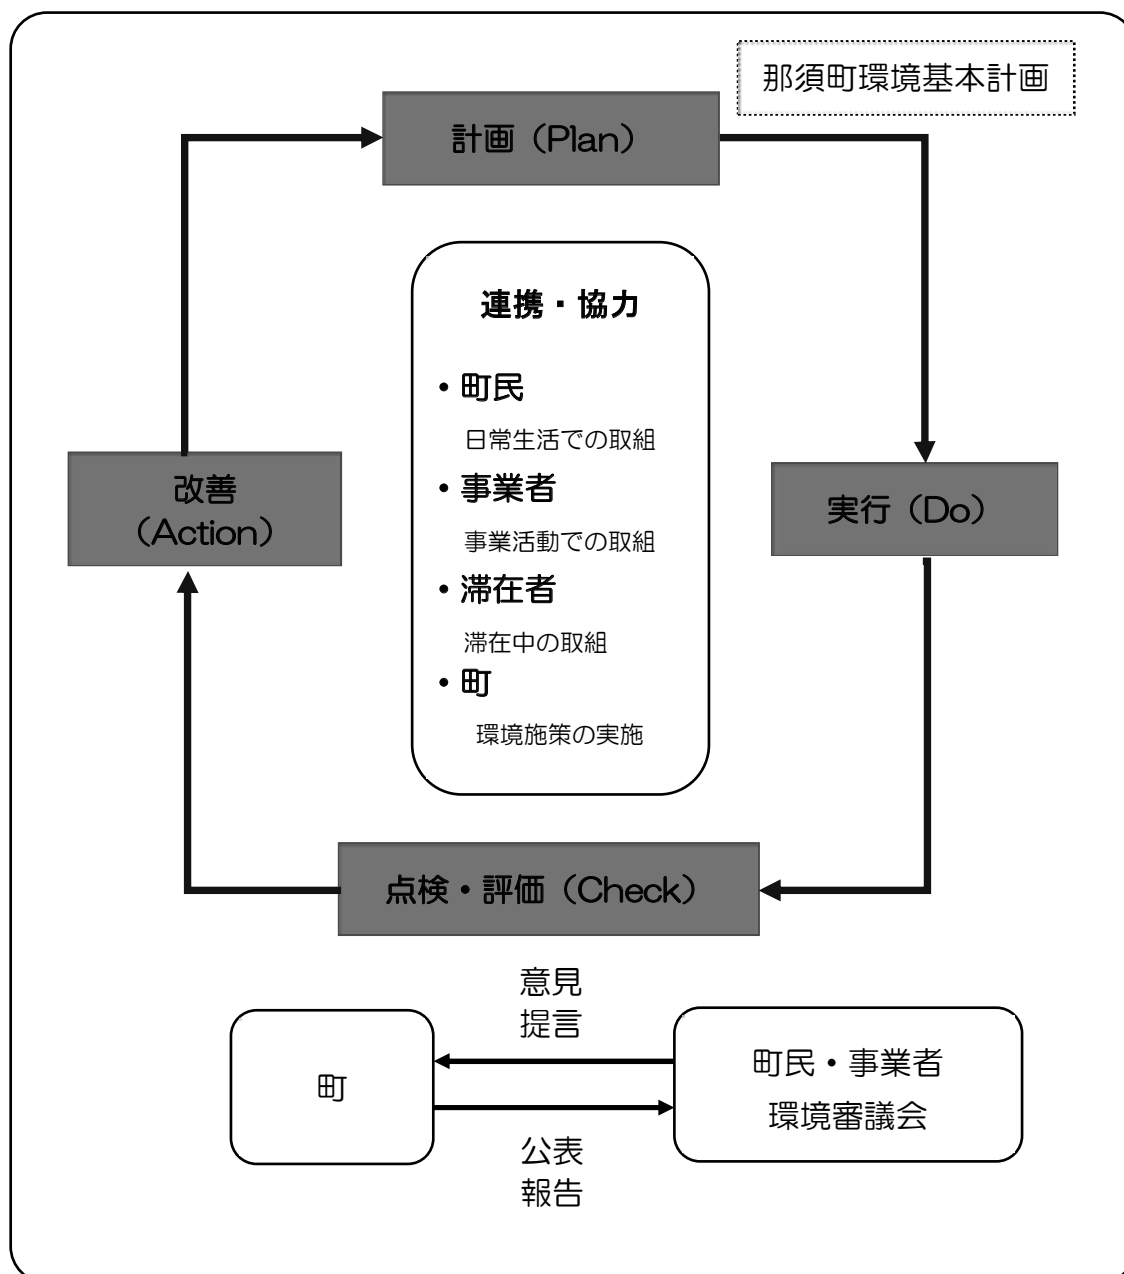 那須町環境基本計画
計画（Plan）
連携・協力
・町民
日常生活での取組
・事業者
事業活動での取組
・滞在者
滞在中の取組
・町
環境施策の実施
改善
（Action）
実行（Do）
点検・評価（Check）
意見
提言
町
町民・事業者
環境審議会
公表
報告